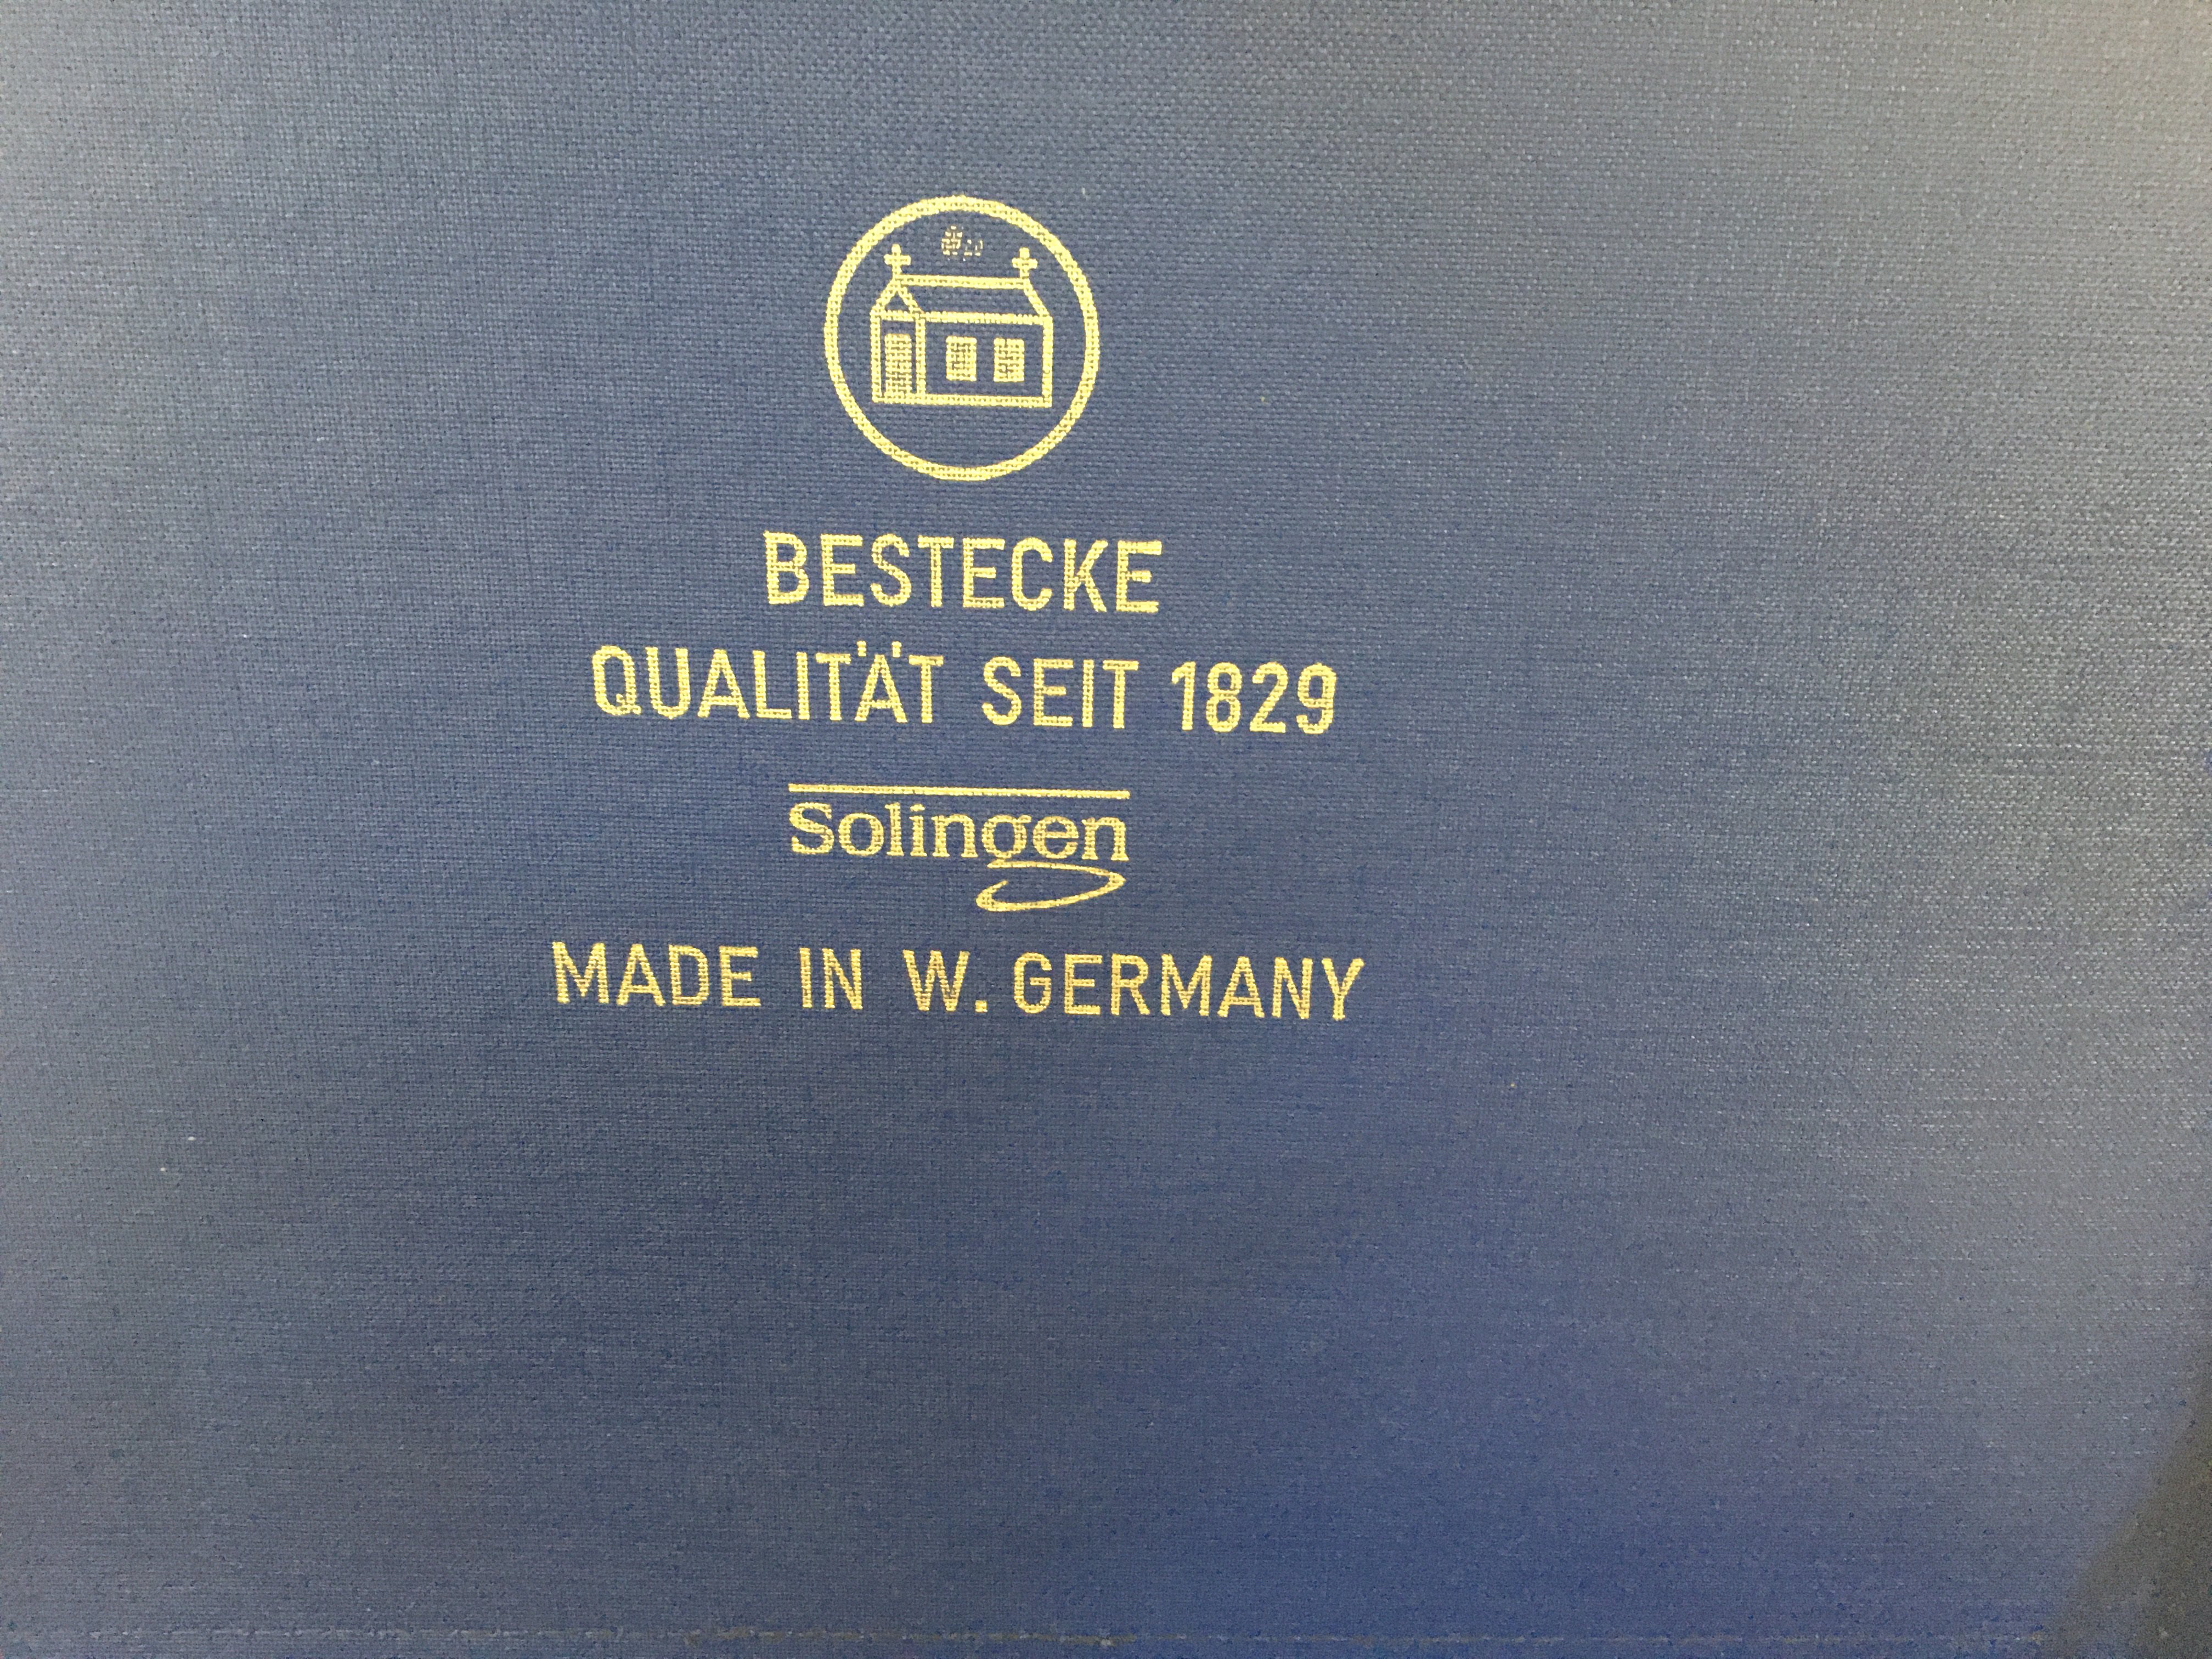 BESTECKE
QUALITÄT SEIT 1829
Solingen
MADE IN W. GERMANY